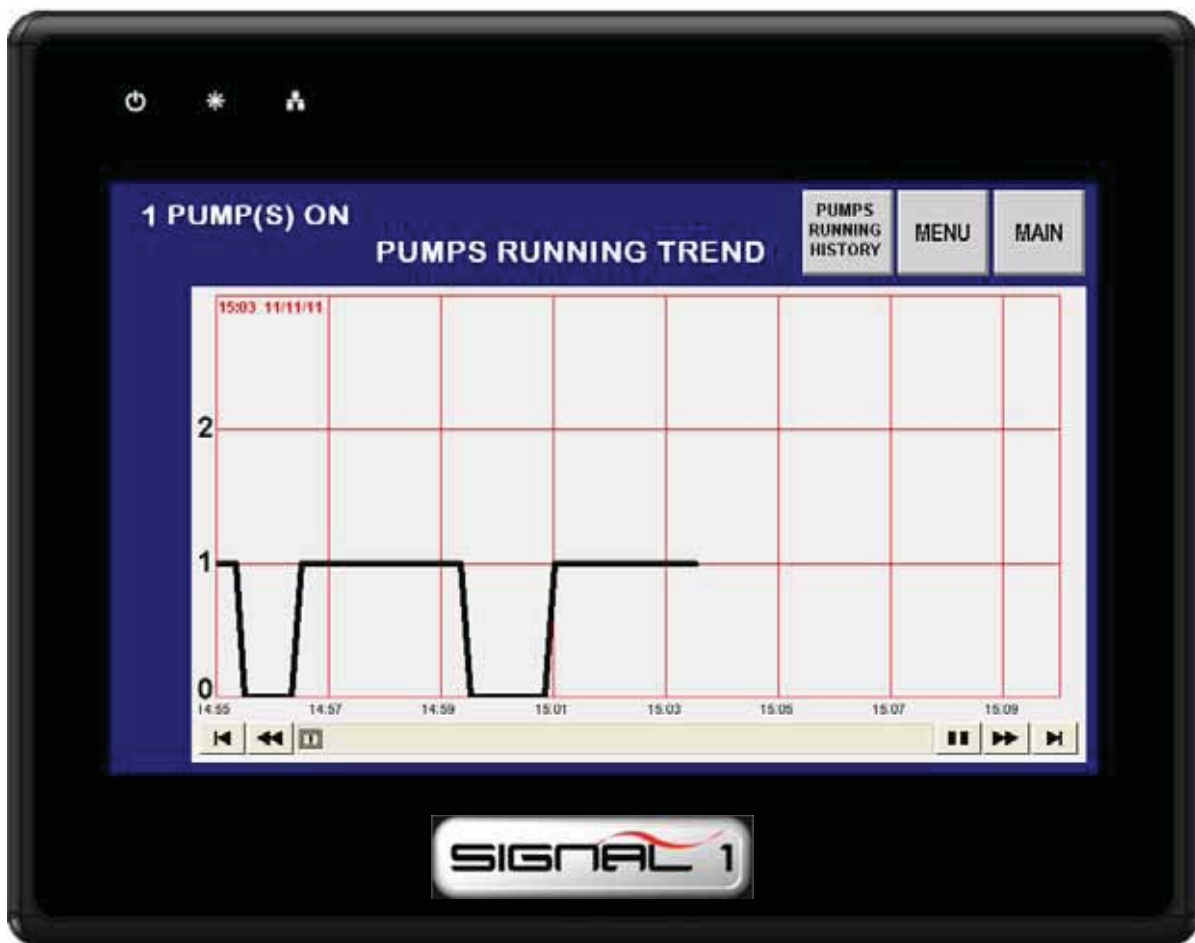 1 PUMP(S) ON
PUMPS RUNNING TREND
PUMPS
RUNNING
HISTORY
MENU
MAIN
15:03 11/11/11
2
1
0
14:55 14:57 14:59 15:01 15:03 15:05 15:07 15:09
SIGNAL 1